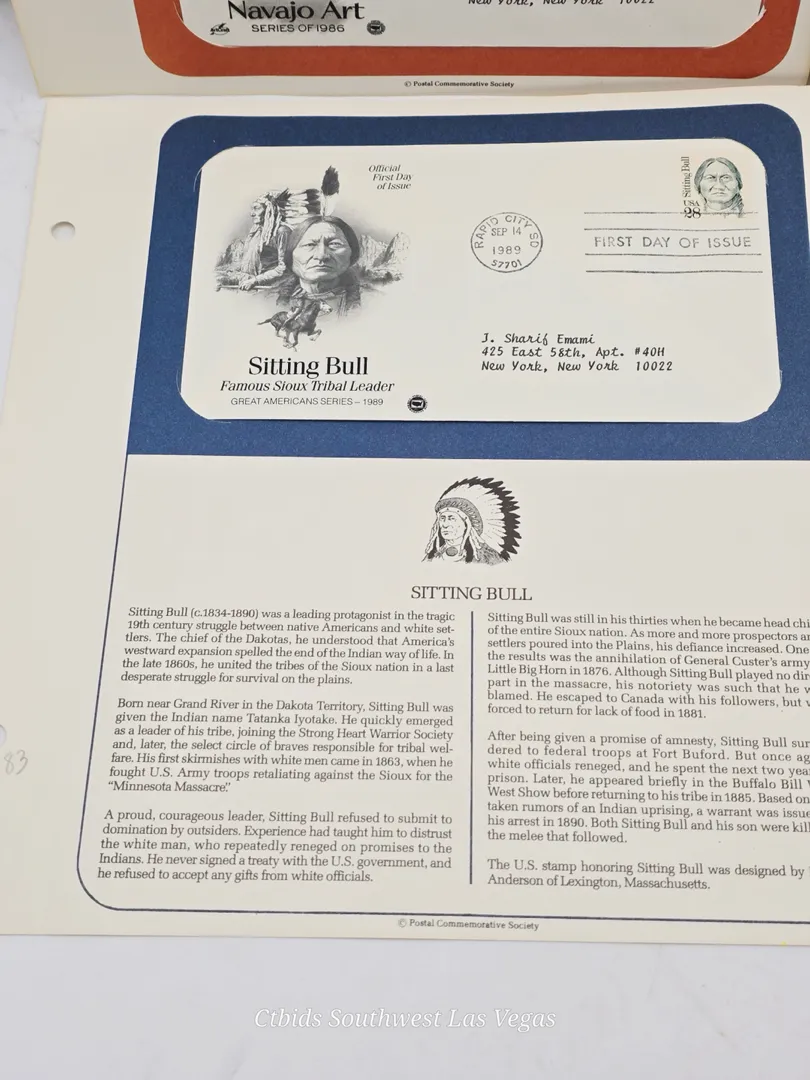 Navajo Art
SERIES OF 1986
New York, New York 10022
© Postal Commemorative Society
Official
First Day
of Issue
Sitting Bull
USA
28
RAPID CITY SD
SEP 14
1989
57701
FIRST DAY OF ISSUE
J. Sharif Emami
425 East 58th, Apt. #40H
New York, New York 10022
Sitting Bull
Famous Sioux Tribal Leader
GREAT AMERICANS SERIES – 1989
SITTING BULL
Sitting Bull (c.1834-1890) was a leading protagonist in the tragic
19th century struggle between native Americans and white set-
tlers. The chief of the Dakotas, he understood that America's
westward expansion spelled the end of the Indian way of life. In
the late 1860s, he united the tribes of the Sioux nation in a last
desperate struggle for survival on the plains.
Born near Grand River in the Dakota Territory, Sitting Bull was
given the Indian name Tatanka Iyotake. He quickly emerged
as a leader of his tribe, joining the Strong Heart Warrior Society
and, later, the select circle of braves responsible for tribal wel-
fare. His first skirmishes with white men came in 1863, when he
fought U.S. Army troops retaliating against the Sioux for the
"Minnesota Massacre."
A proud, courageous leader, Sitting Bull refused to submit to
domination by outsiders. Experience had taught him to distrust
the white man, who repeatedly reneged on promises to the
Indians. He never signed a treaty with the U.S. government, and
he refused to accept any gifts from white officials.
Sitting Bull was still in his thirties when he became head chi
of the entire Sioux nation. As more and more prospectors an
settlers poured into the Plains, his defiance increased. One
the results was the annihilation of General Custer's army
Little Big Horn in 1876. Although Sitting Bull played no dir
part in the massacre, his notoriety was such that he w
blamed. He escaped to Canada with his followers, but w
forced to return for lack of food in 1881.
After being given a promise of amnesty, Sitting Bull sur
dered to federal troops at Fort Buford. But once ag
white officials reneged, and he spent the next two yea
prison. Later, he appeared briefly in the Buffalo Bill W
West Show before returning to his tribe in 1885. Based on
taken rumors of an Indian uprising, a warrant was issue
his arrest in 1890. Both Sitting Bull and his son were kill
the melee that followed.
The U.S. stamp honoring Sitting Bull was designed by
Anderson of Lexington, Massachusetts.
83
© Postal Commemorative Society
Ctbids Southwest Las Vegas